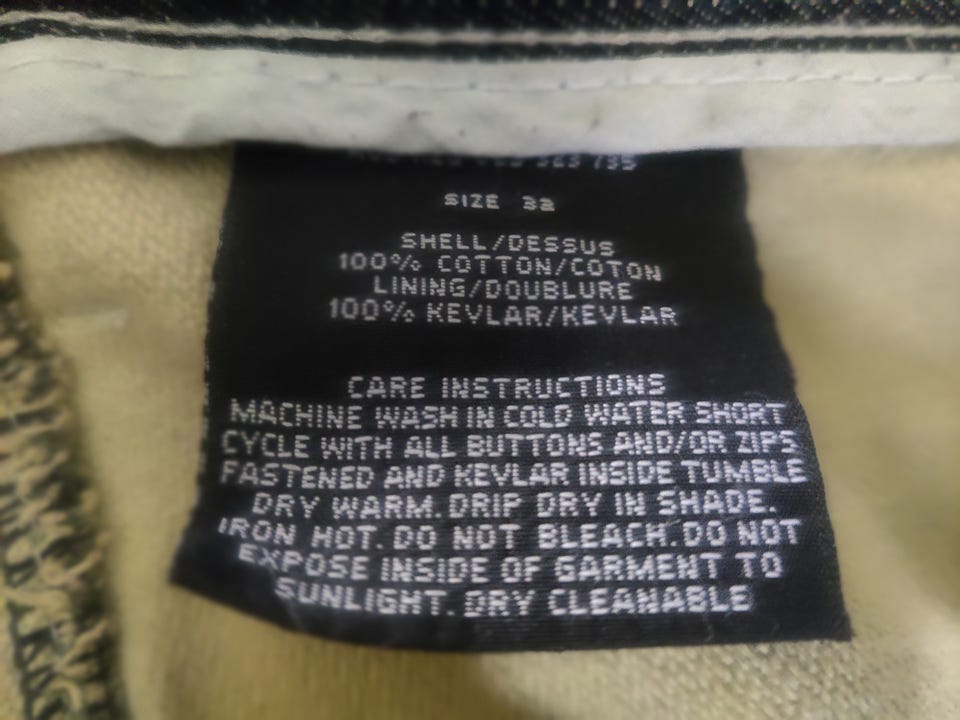 SIZE 32
SHELL/DESSUS
100% COTTON/COTON
LINING/DOUBLURE
100% KEVLAR/KEVLAR
CARE INSTRUCTIONS
MACHINE WASH IN COLD WATER SHORT
CYCLE WITH ALL BUTTONS AND/OR ZIPS
FASTENED AND KEVLAR INSIDE TUMBLE
DRY WARM. DRIP DRY IN SHADE.
IRON HOT. DO NOT BLEACH. DO NOT
EXPOSE INSIDE OF GARMENT TO
SUNLIGHT. DRY CLEANABLE